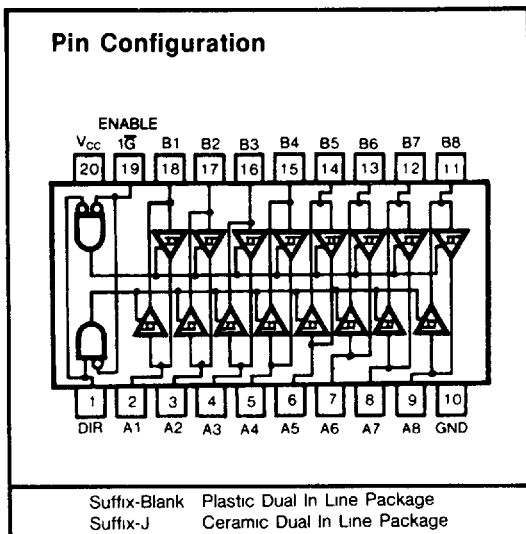 Pin Configuration
ENABLE
VCC 1G̅ B1 B2 B3 B4 B5 B6 B7 B8
20 19 18 17 16 15 14 13 12 11
1 2 3 4 5 6 7 8 9 10
DIR A1 A2 A3 A4 A5 A6 A7 A8 GND
Suffix-Blank Plastic Dual In Line Package
Suffix-J Ceramic Dual In Line Package